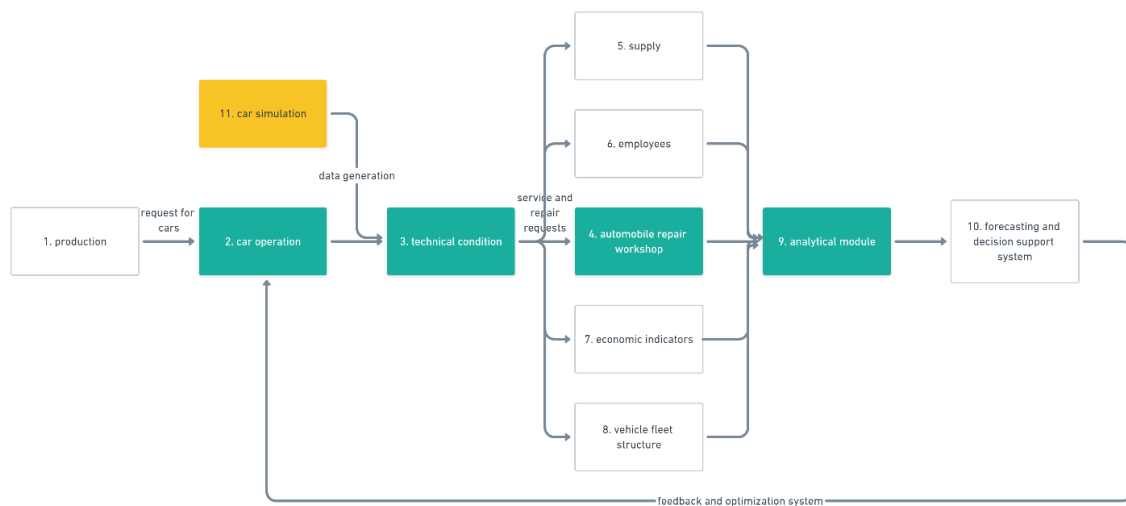 5. supply
11. car simulation
6. employees
data generation
request for
cars
service and
repair
requests
1. production
2. car operation
3. technical condition
4. automobile repair
workshop
9. analytical module
10. forecasting and
decision support
system
7. economic indicators
8. vehicle fleet
structure
feedback and optimization system